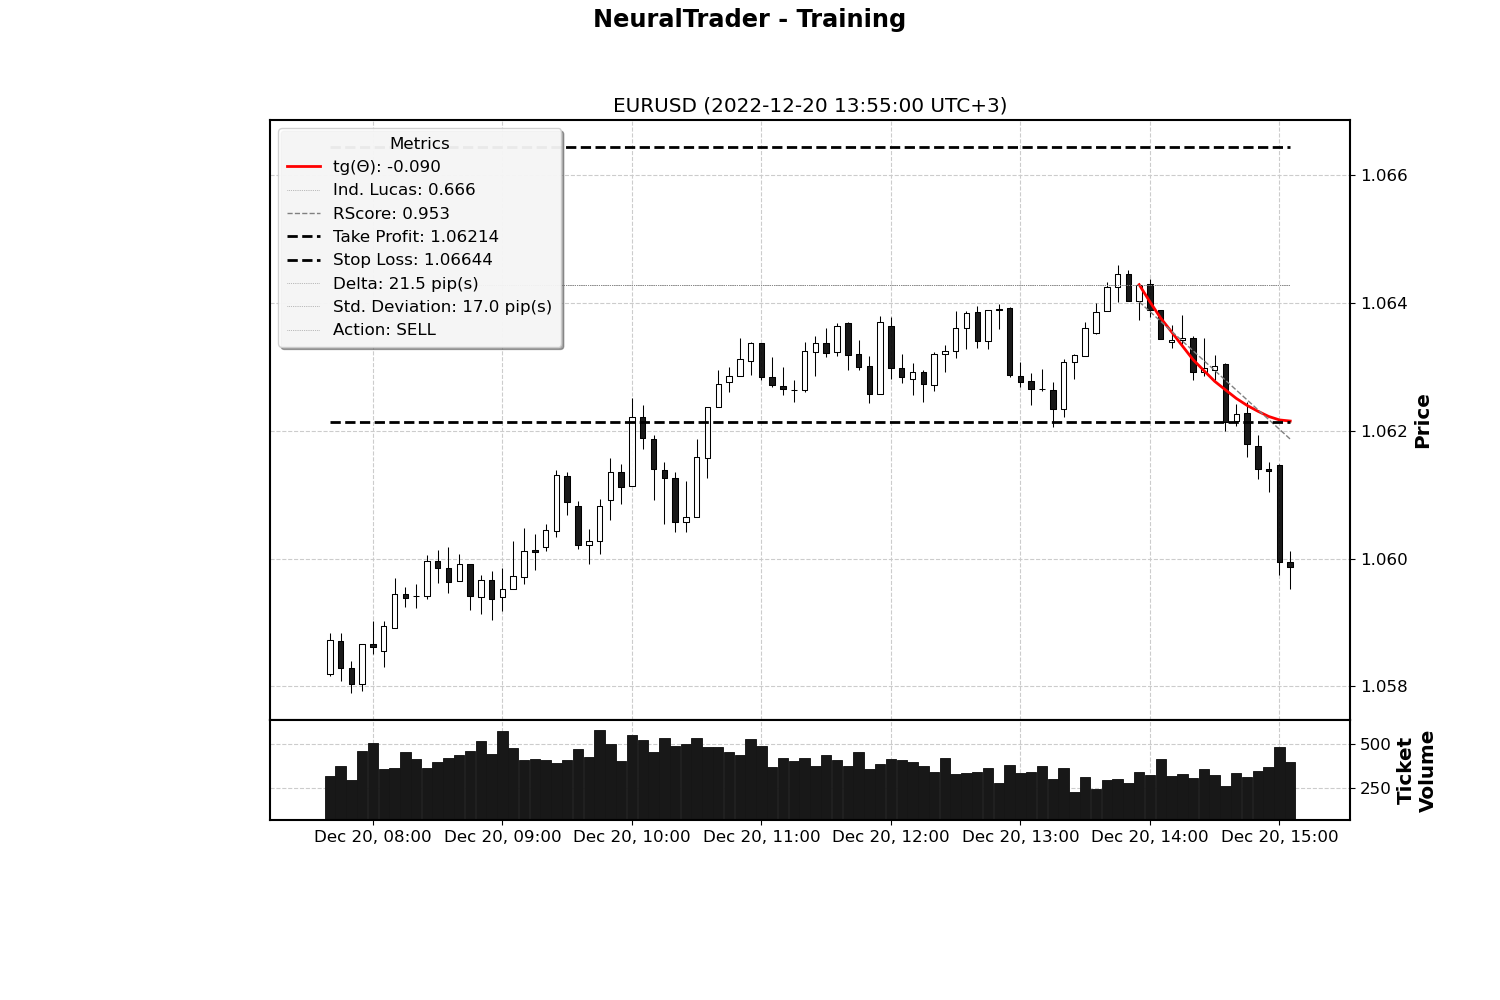 NeuralTrader - Training
EURUSD (2022-12-20 13:55:00 UTC+3)
Metrics
tg(Θ): -0.090
Ind. Lucas: 0.666
RScore: 0.953
Take Profit: 1.06214
Stop Loss: 1.06644
Delta: 21.5 pip(s)
Std. Deviation: 17.0 pip(s)
Action: SELL
1.066
1.064
1.062
1.060
1.058
Price
500
250
Ticket
Volume
Dec 20, 08:00 Dec 20, 09:00 Dec 20, 10:00 Dec 20, 11:00 Dec 20, 12:00 Dec 20, 13:00 Dec 20, 14:00 Dec 20, 15:00